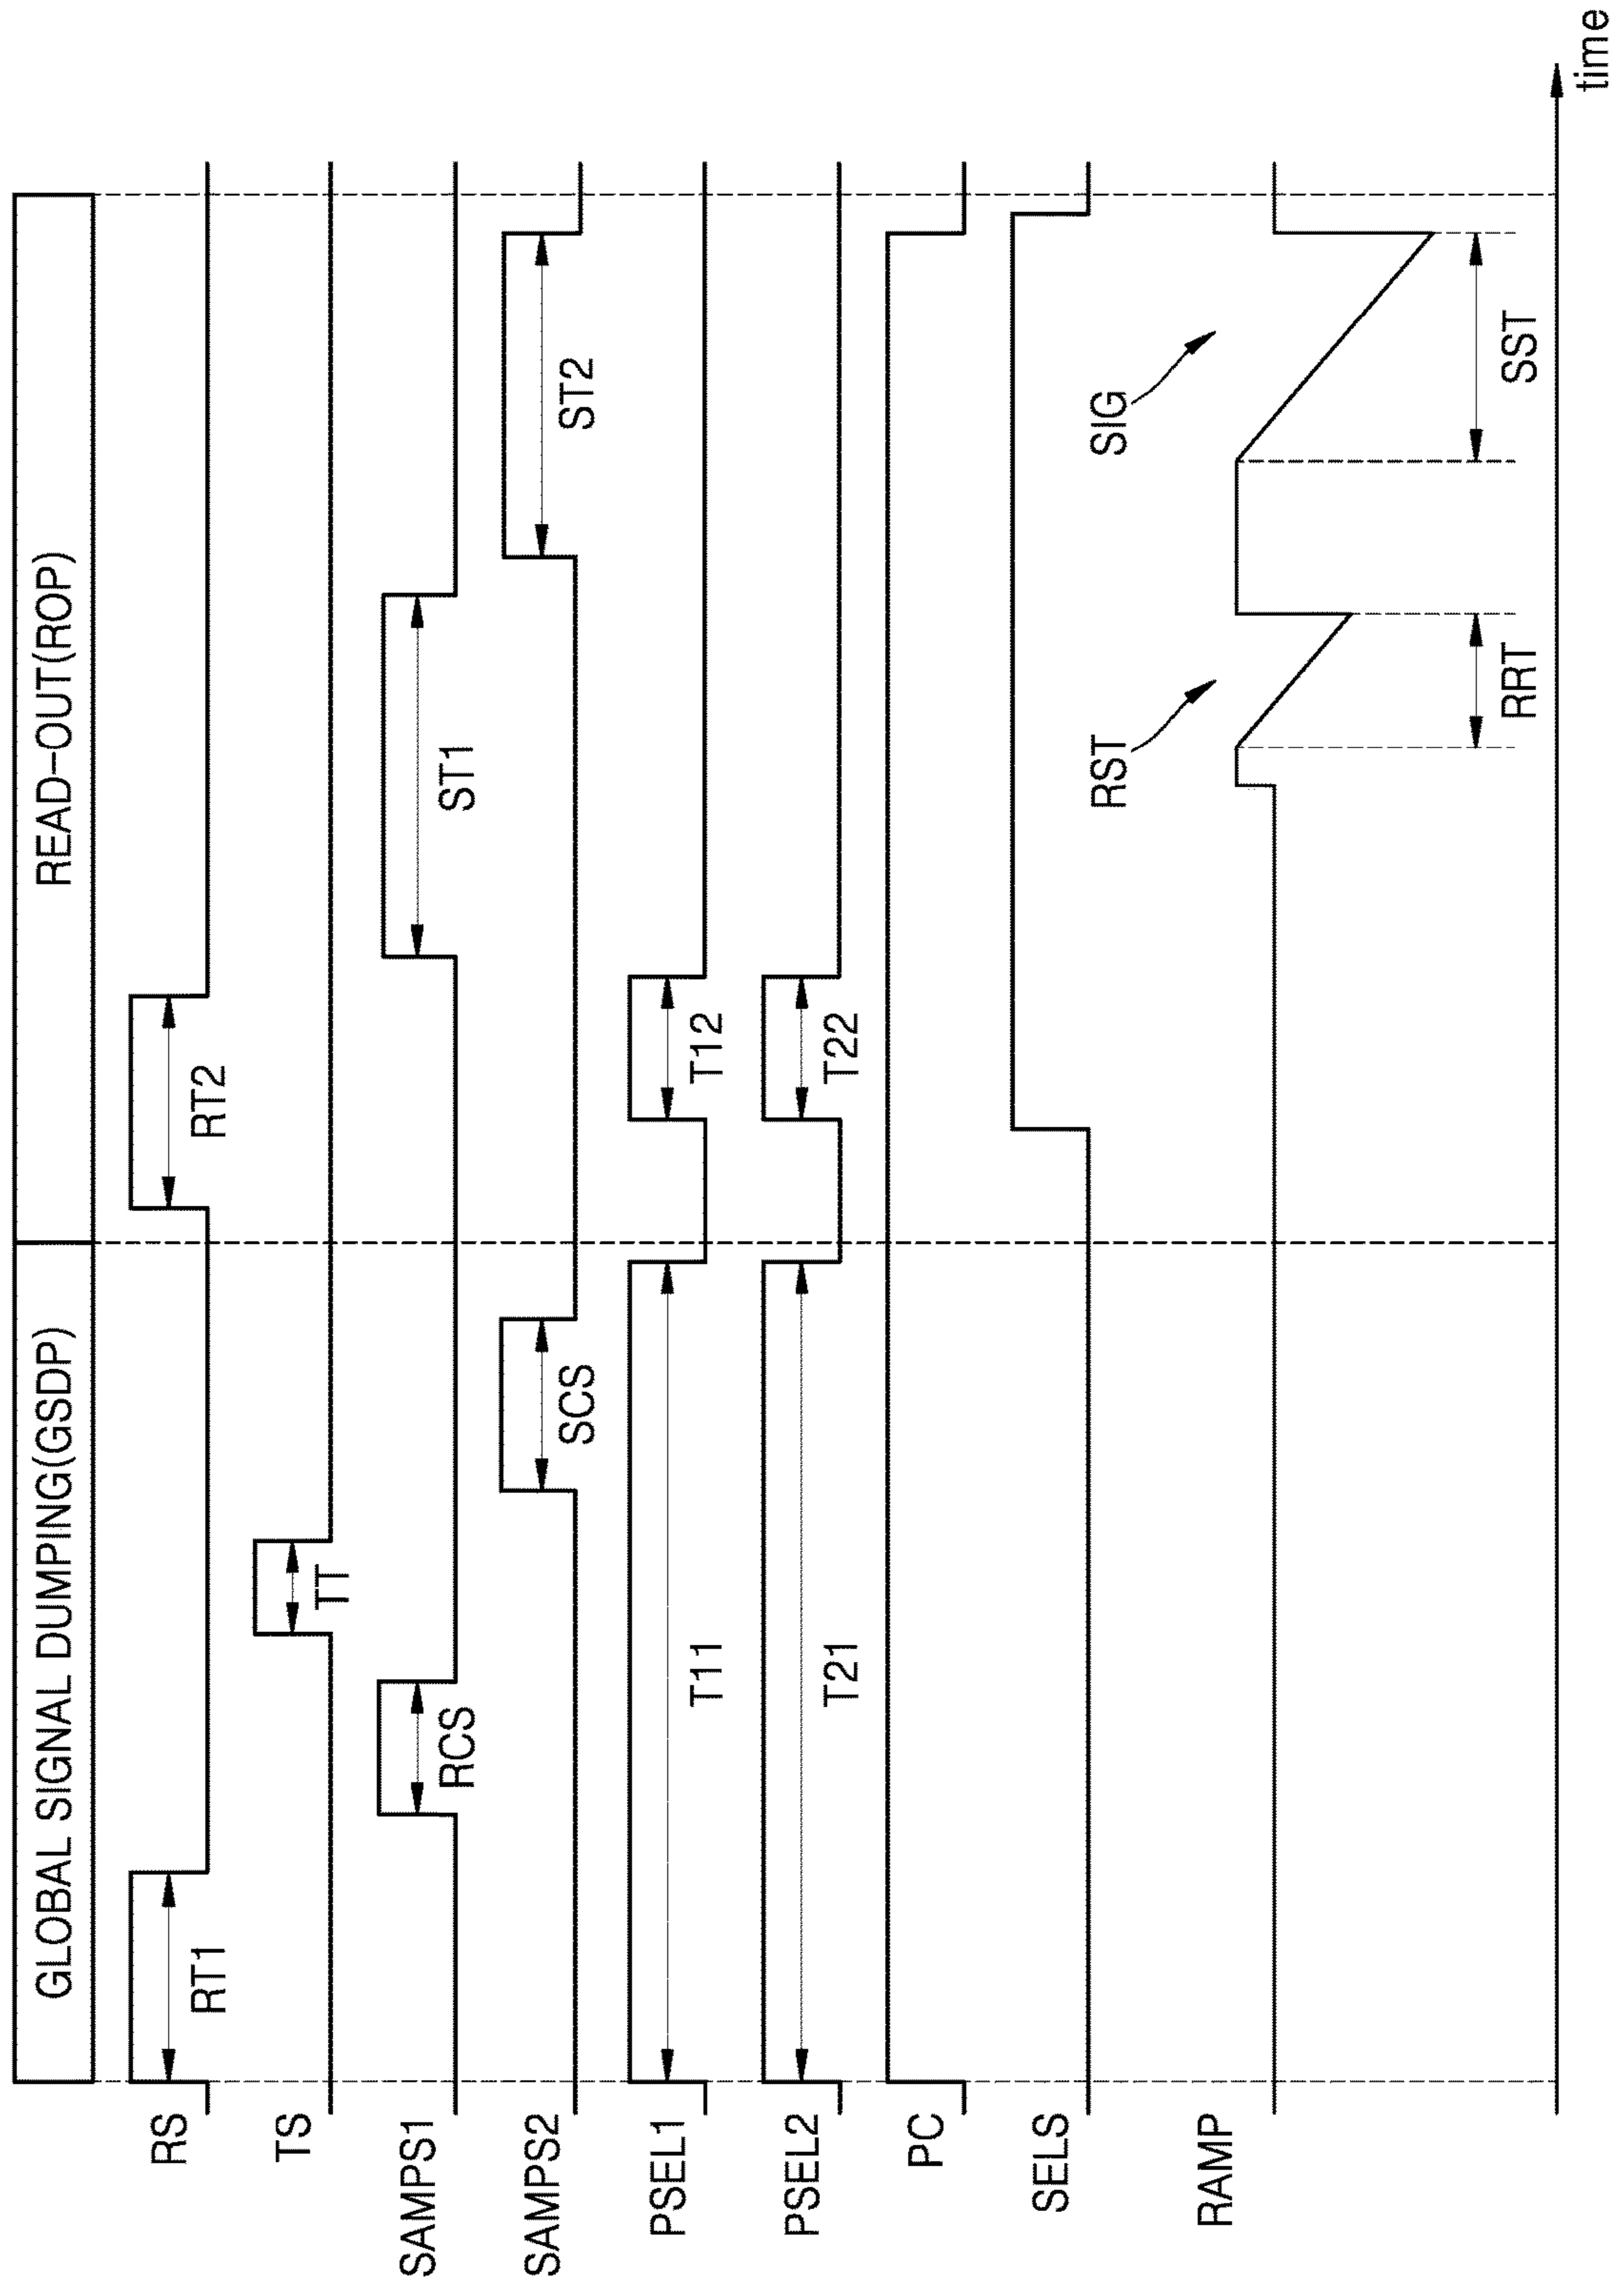 GLOBAL SIGNAL DUMPING(GSDP)
READ-OUT(ROP)
RS
RT1
RT2
TS
TT
SAMPS1
RCS
ST1
SAMPS2
SCS
ST2
PSEL1
T11
T12
PSEL2
T21
T22
PC
SELS
RAMP
RST
SIG
RRT
SST
time